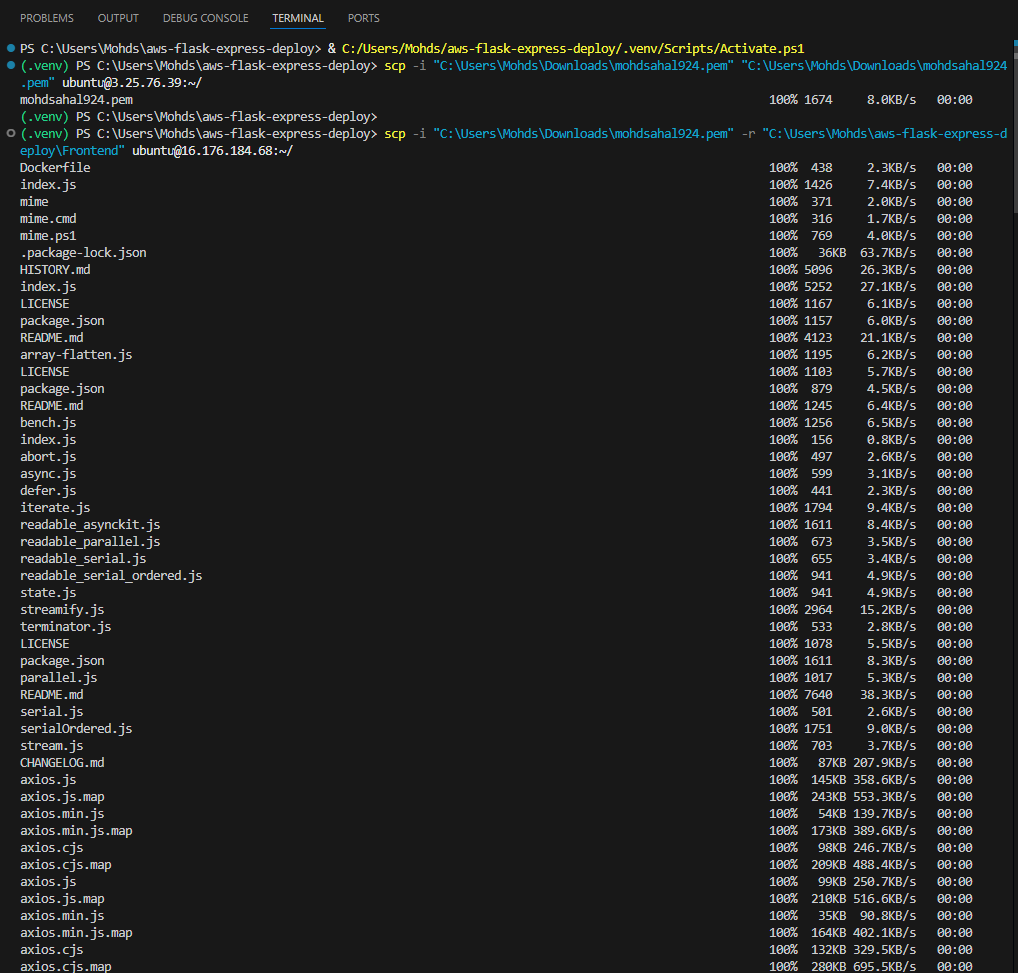 PROBLEMS OUTPUT DEBUG CONSOLE TERMINAL PORTS
PS C:\Users\Mohds\aws-flask-express-deploy> & C:/Users/Mohds/aws-flask-express-deploy/.venv/Scripts/Activate.ps1
(.venv) PS C:\Users\Mohds\aws-flask-express-deploy> scp -i "C:\Users\Mohds\Downloads\mohdsahal924.pem" "C:\Users\Mohds\Downloads\mohdsahal924
.pem" ubuntu@3.25.76.39:~/
mohdsahal924.pem 100% 1674 8.0KB/s 00:00
(.venv) PS C:\Users\Mohds\aws-flask-express-deploy>
(.venv) PS C:\Users\Mohds\aws-flask-express-deploy> scp -i "C:\Users\Mohds\Downloads\mohdsahal924.pem" -r "C:\Users\Mohds\aws-flask-express-d
eploy\Frontend" ubuntu@16.176.184.68:~/
Dockerfile 100% 438 2.3KB/s 00:00
index.js 100% 1426 7.4KB/s 00:00
mime 100% 371 2.0KB/s 00:00
mime.cmd 100% 316 1.7KB/s 00:00
mime.ps1 100% 769 4.0KB/s 00:00
.package-lock.json 100% 36KB 63.7KB/s 00:00
HISTORY.md 100% 5096 26.3KB/s 00:00
index.js 100% 5252 27.1KB/s 00:00
LICENSE 100% 1167 6.1KB/s 00:00
package.json 100% 1157 6.0KB/s 00:00
README.md 100% 4123 21.1KB/s 00:00
array-flatten.js 100% 1195 6.2KB/s 00:00
LICENSE 100% 1103 5.7KB/s 00:00
package.json 100% 879 4.5KB/s 00:00
README.md 100% 1245 6.4KB/s 00:00
bench.js 100% 1256 6.5KB/s 00:00
index.js 100% 156 0.8KB/s 00:00
abort.js 100% 497 2.6KB/s 00:00
async.js 100% 599 3.1KB/s 00:00
defer.js 100% 441 2.3KB/s 00:00
iterate.js 100% 1794 9.4KB/s 00:00
readable_asynckit.js 100% 1611 8.4KB/s 00:00
readable_parallel.js 100% 673 3.5KB/s 00:00
readable_serial.js 100% 655 3.4KB/s 00:00
readable_serial_ordered.js 100% 941 4.9KB/s 00:00
state.js 100% 941 4.9KB/s 00:00
streamify.js 100% 2964 15.2KB/s 00:00
terminator.js 100% 533 2.8KB/s 00:00
LICENSE 100% 1078 5.5KB/s 00:00
package.json 100% 1611 8.3KB/s 00:00
parallel.js 100% 1017 5.3KB/s 00:00
README.md 100% 7640 38.3KB/s 00:00
serial.js 100% 501 2.6KB/s 00:00
serialOrdered.js 100% 1751 9.0KB/s 00:00
stream.js 100% 703 3.7KB/s 00:00
CHANGELOG.md 100% 87KB 207.9KB/s 00:00
axios.js 100% 145KB 358.6KB/s 00:00
axios.js.map 100% 243KB 553.3KB/s 00:00
axios.min.js 100% 54KB 139.7KB/s 00:00
axios.min.js.map 100% 173KB 389.6KB/s 00:00
axios.cjs 100% 98KB 246.7KB/s 00:00
axios.cjs.map 100% 209KB 488.4KB/s 00:00
axios.js 100% 99KB 250.7KB/s 00:00
axios.js.map 100% 210KB 516.6KB/s 00:00
axios.min.js 100% 35KB 90.8KB/s 00:00
axios.min.js.map 100% 164KB 402.1KB/s 00:00
axios.cjs 100% 132KB 329.5KB/s 00:00
axios.cjs.map 100% 280KB 695.5KB/s 00:00